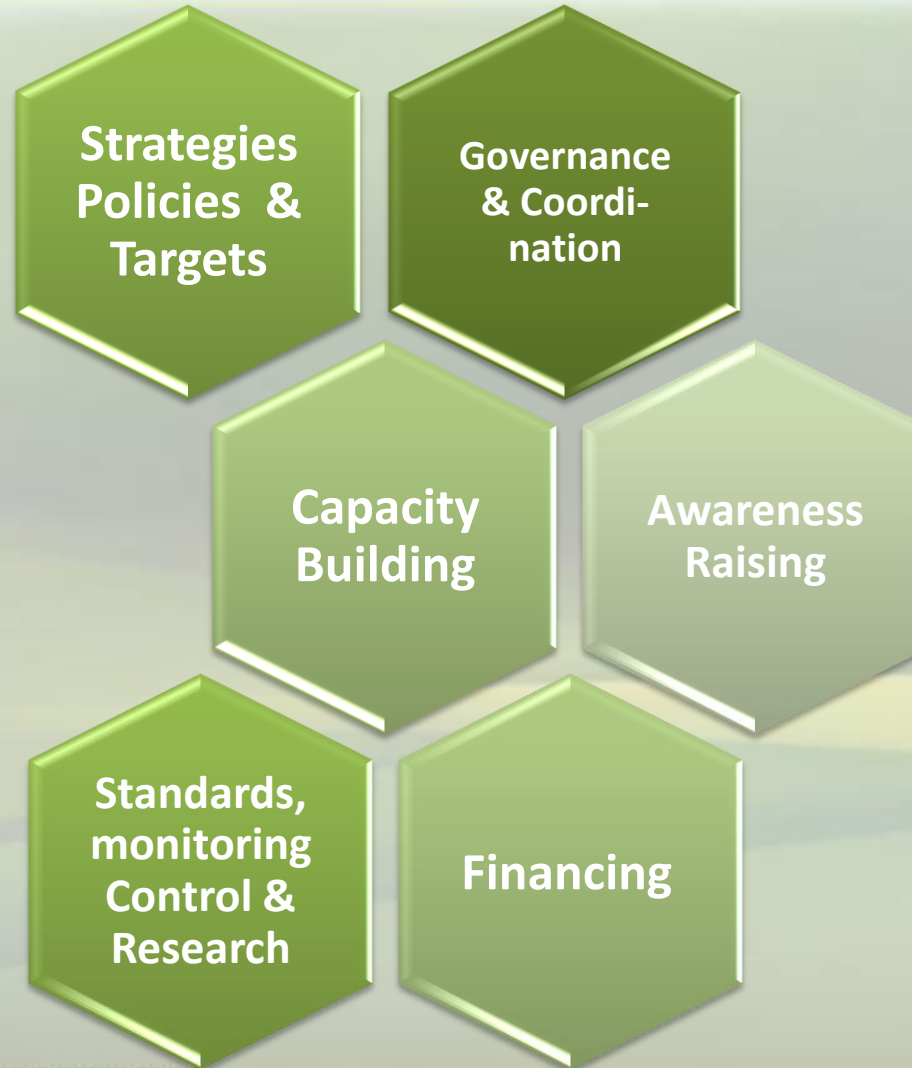 Strategies
Policies &
Targets
Governance
& Coordi-
nation
Capacity
Building
Awareness
Raising
Standards,
monitoring
Control &
Research
Financing